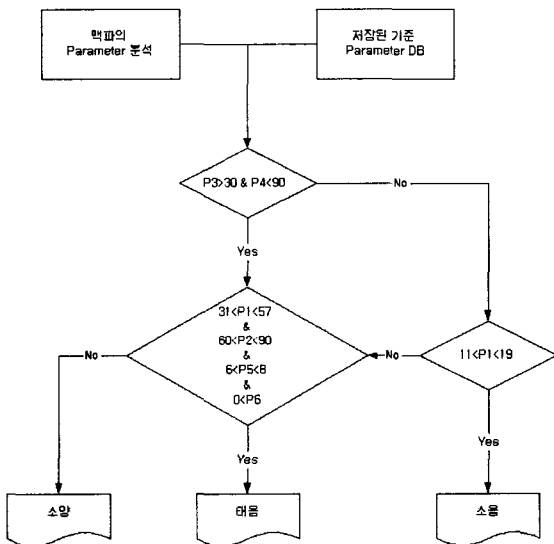 맥파의
Parameter 분석
저장된 기준
Parameter DB
P3>30 & P4<90
No
Yes
31<P1<57
&
60<P2<90
&
6<P5<8
&
0<P6
No
No
11<P1<19
Yes
Yes
소양
태음
소음